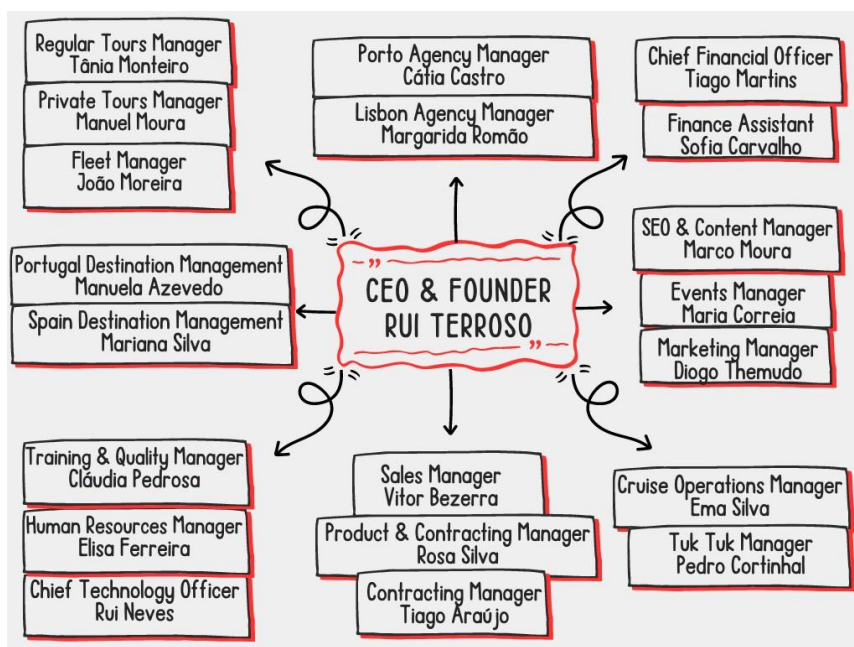 Regular Tours Manager
Tânia Monteiro
Private Tours Manager
Manuel Moura
Fleet Manager
João Moreira
Porto Agency Manager
Cátia Castro
Lisbon Agency Manager
Margarida Romão
Chief Financial Officer
Tiago Martins
Finance Assistant
Sofia Carvalho
Portugal Destination Management
Manuela Azevedo
Spain Destination Management
Mariana Silva
CEO & FOUNDER
RUI TERROSO
SEO & Content Manager
Marco Moura
Events Manager
Maria Correia
Marketing Manager
Diogo Themudo
Training & Quality Manager
Cláudia Pedrosa
Human Resources Manager
Elisa Ferreira
Chief Technology Officer
Rui Neves
Sales Manager
Vitor Bezerra
Product & Contracting Manager
Rosa Silva
Contracting Manager
Tiago Araújo
Cruise Operations Manager
Ema Silva
Tuk Tuk Manager
Pedro Cortinhal